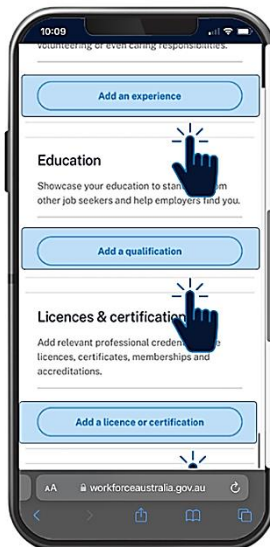 10:09
volunteering or even caring responsibilities.
Add an experience
Education
Showcase your education to stand from
other job seekers and help employers find you.
Add a qualification
Licences & certification
Add relevant professional
licences, certificates, memberships and
accreditations.
Add a licence or certification
AA workforceaustralia.gov.au